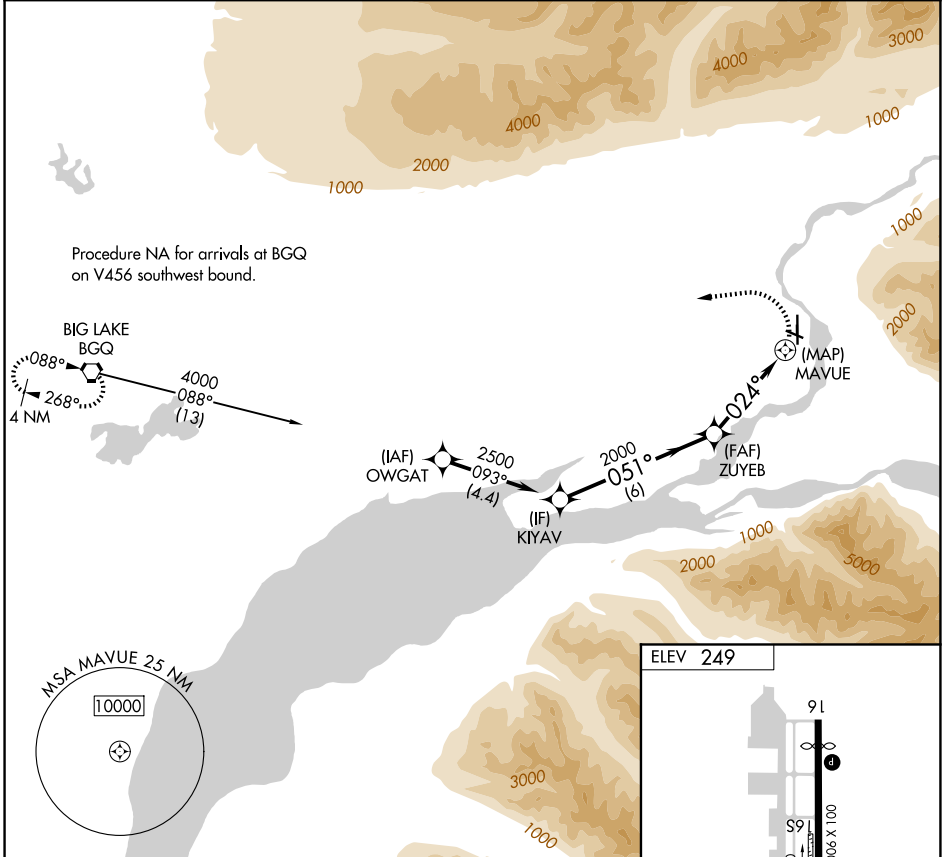 3000
4000
4000
1000
2000
1000
1000
Procedure NA for arrivals at BGQ
on V456 southwest bound.
2000
BIG LAKE
BGQ
088°
268°
4 NM
4000
088°
(13)
(MAP)
MAVUE
024°
(IAF)
OWGAT
2500
093°
(4.4)
2000
051°
(6)
(FAF)
ZUYEB
(IF)
KIYAV
1000
2000
5000
MSA MAVUE 25 NM
10000
ELEV 249
16
P
3000
16S
1000
006 X 100